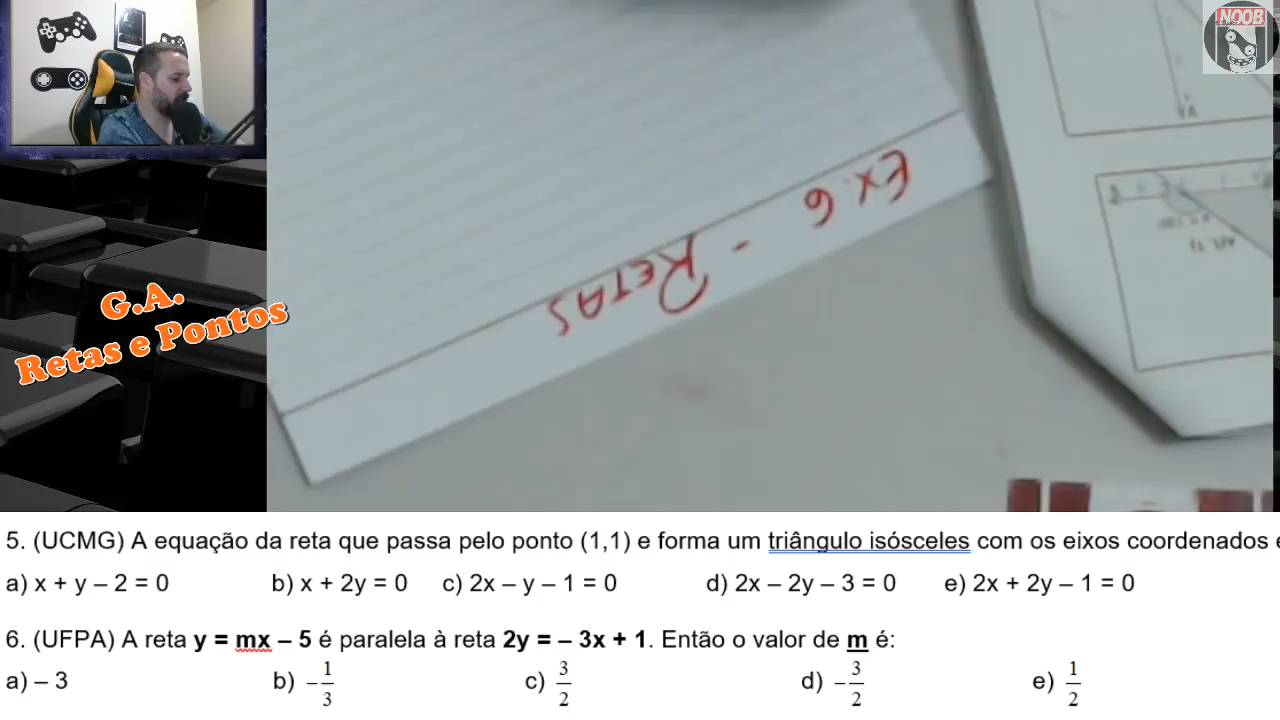 NOOB
Ex. 6 - RETAS
G.A.
Retas e Pontos
5. (UCMG) A equação da reta que passa pelo ponto (1,1) e forma um triângulo isósceles com os eixos coordenados
a) x + y – 2 = 0 b) x + 2y = 0 c) 2x – y – 1 = 0 d) 2x – 2y – 3 = 0 e) 2x + 2y – 1 = 0
6. (UFPA) A reta y = mx – 5 é paralela à reta 2y = – 3x + 1. Então o valor de m é:
a) – 3 b) –1/3 c) 3/2 d) –3/2 e) 1/2